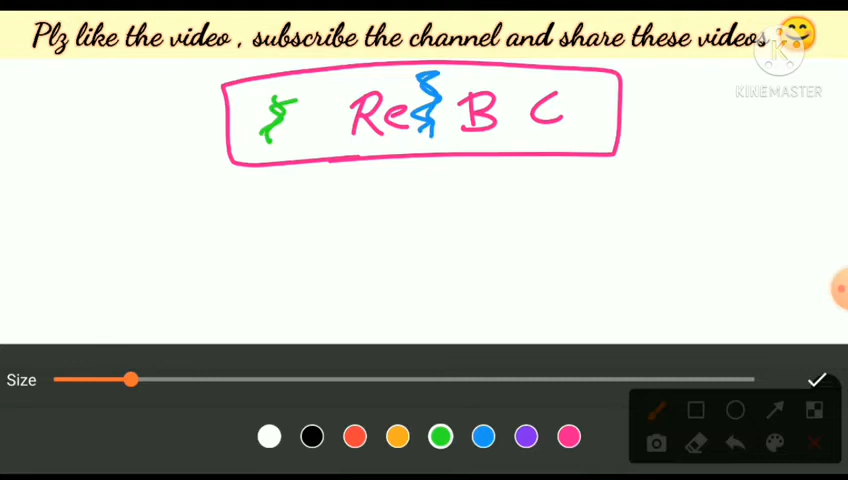 Plz like the video , subscribe the channel and share these videos 😊
KINEMASTER
Re B C
Size